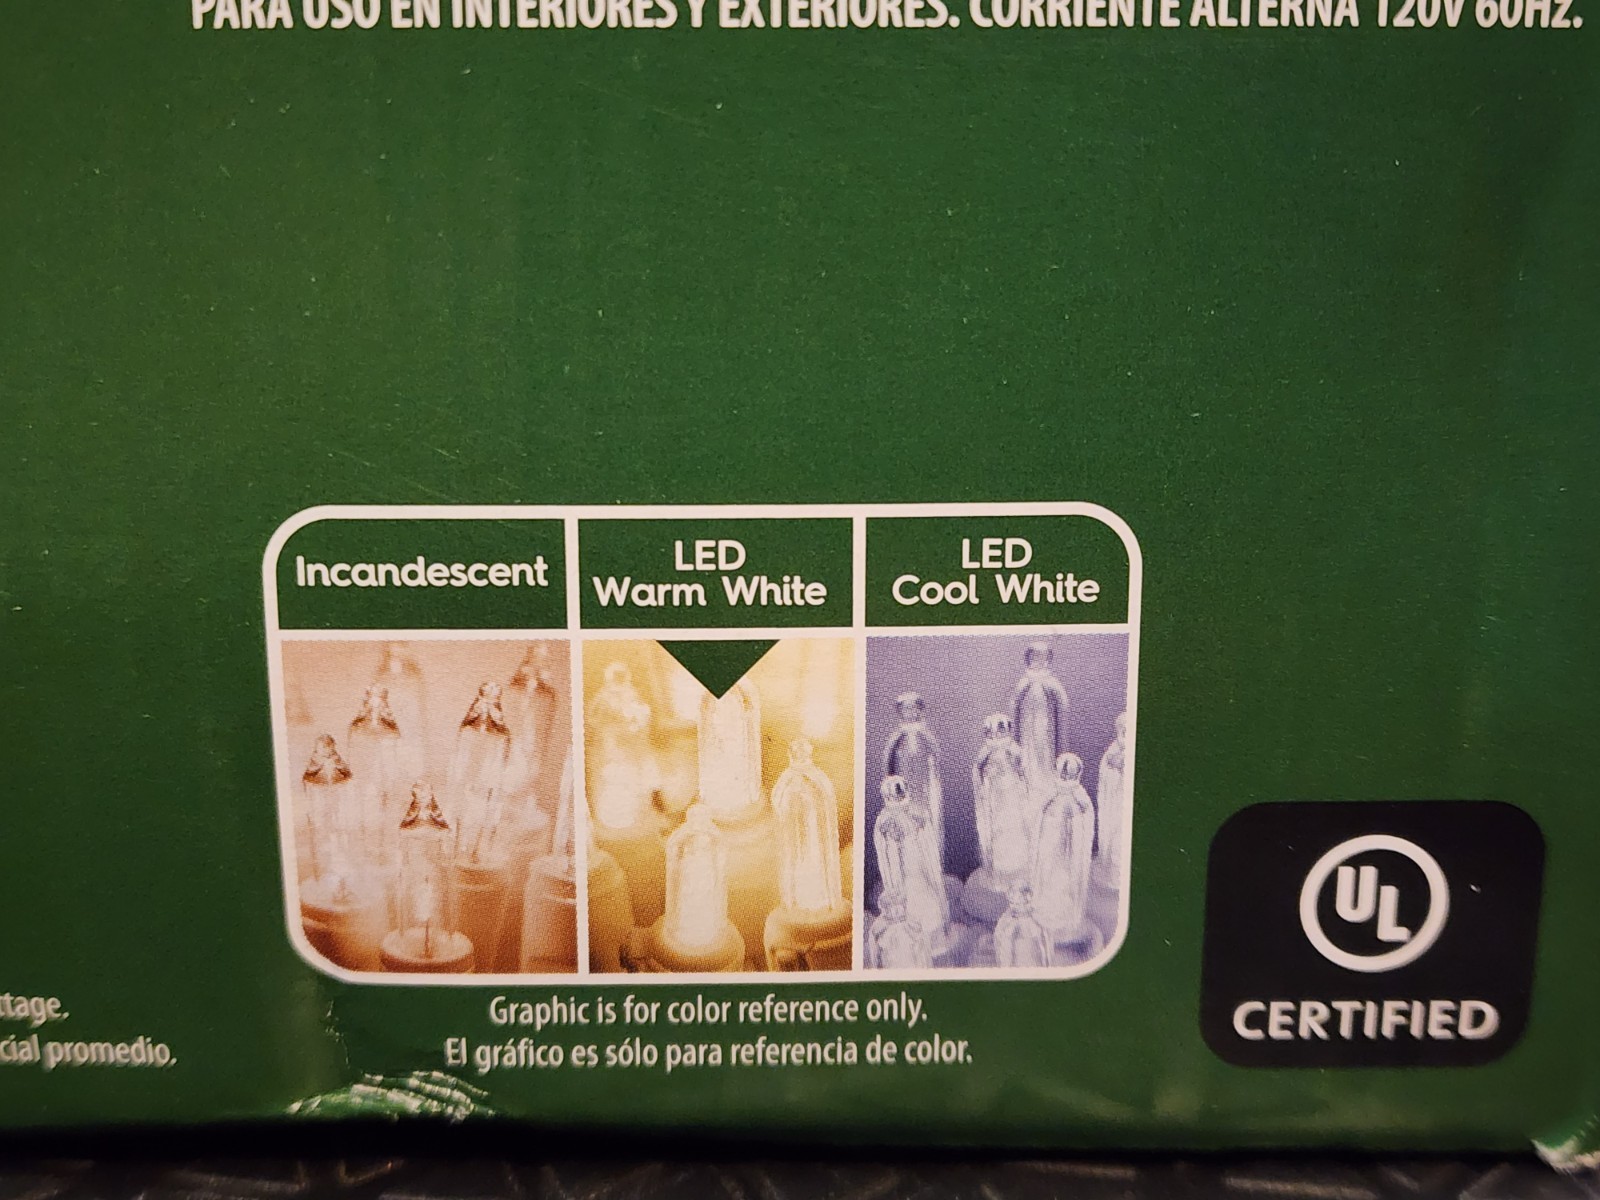 PARA USO EN INTERIORES Y EXTERIORES. CORRIENTE ALTERNA 120V 60Hz.
Incandescent
LED
Warm White
LED
Cool White
UL
CERTIFIED
Graphic is for color reference only.
El gráfico es sólo para referencia de color.
promedio.